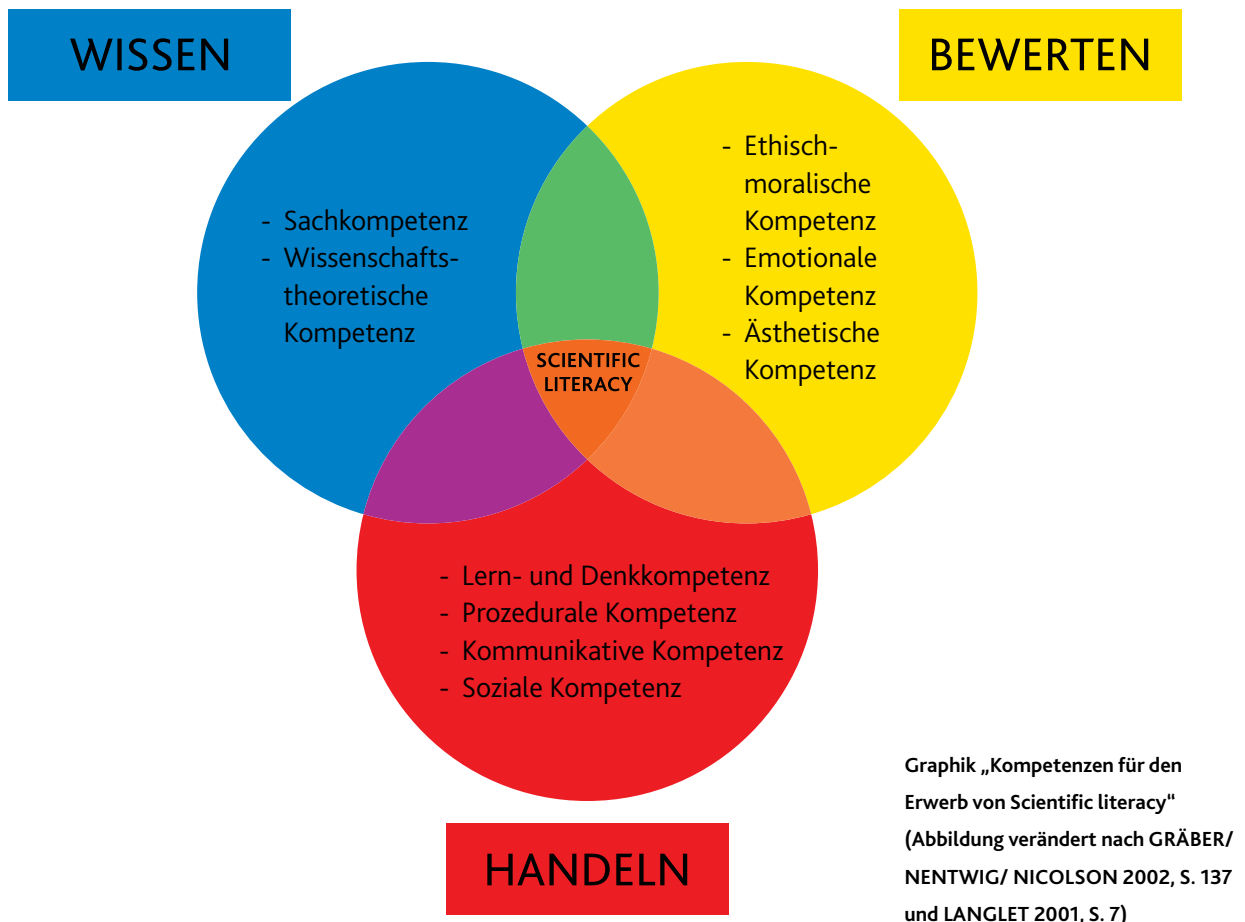 WISSEN
BEWERTEN
- Sachkompetenz
- Wissenschafts-
theoretische
Kompetenz
- Ethisch-
moralische
Kompetenz
- Emotionale
Kompetenz
- Ästhetische
Kompetenz
SCIENTIFIC
LITERACY
- Lern- und Denkkompetenz
- Prozedurale Kompetenz
- Kommunikative Kompetenz
- Soziale Kompetenz
HANDELN
Graphik „Kompetenzen für den
Erwerb von Scientific literacy“
(Abbildung verändert nach GRÄBER/
NENTWIG/ NICOLSON 2002, S. 137
und LANGLET 2001, S. 7)